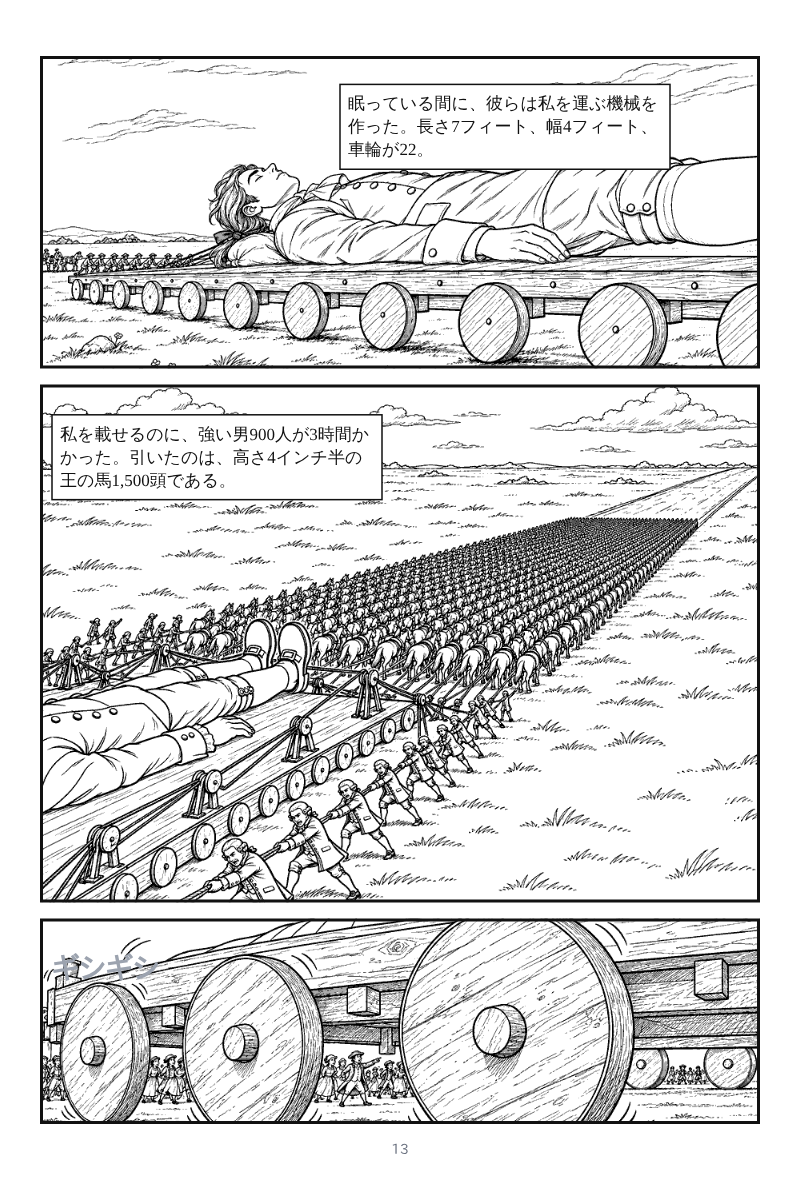 眠っている間に、彼らは私を運ぶ機械を
作った。長さ7フィート、幅4フィート、
車輪が22。
私を載せるのに、強い男900人が3時間か
かった。引いたのは、高さ4インチ半の
王の馬1,500頭である。
ギシギシ
13